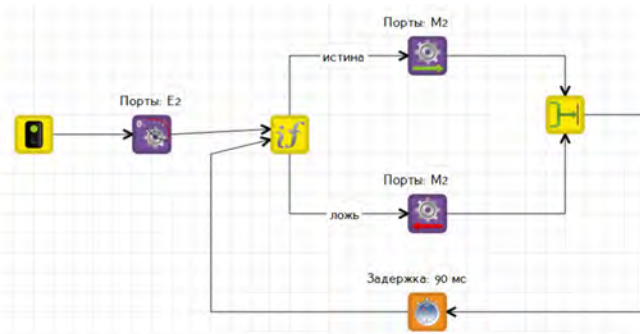 Порты: M2
истина
Порты: E2
if
Порты: M2
ложь
Задержка: 90 мс